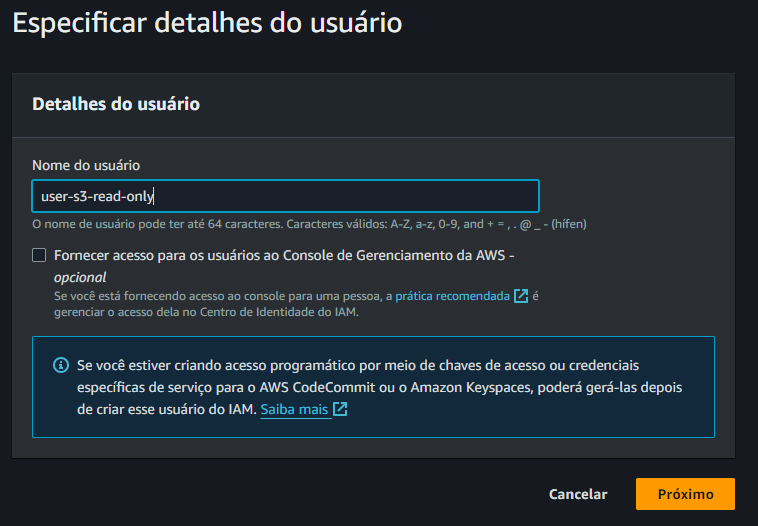 Especificar detalhes do usuário
Detalhes do usuário
Nome do usuário
user-s3-read-only
O nome de usuário pode ter até 64 caracteres. Caracteres válidos: A-Z, a-z, 0-9, and + = , . @ _ - (hífen)
Fornecer acesso para os usuários ao Console de Gerenciamento da AWS -
opcional
Se você está fornecendo acesso ao console para uma pessoa, a prática recomendada é
gerenciar o acesso dela no Centro de Identidade do IAM.
Se você estiver criando acesso programático por meio de chaves de acesso ou credenciais
específicas de serviço para o AWS CodeCommit ou o Amazon Keyspaces, poderá gerá-las depois
de criar esse usuário do IAM. Saiba mais
Cancelar Próximo